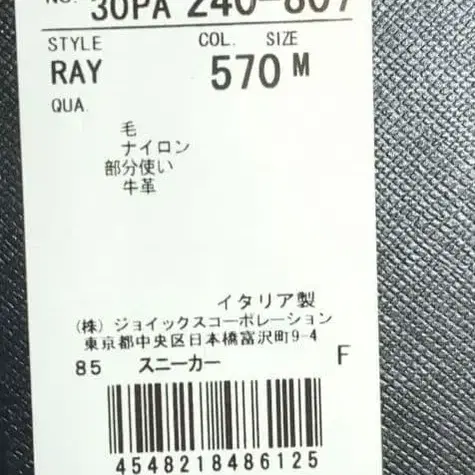 NO. 30PA 240-807
STYLE COL. SIZE
RAY 570 M
QUA.
毛
ナイロン
部分使い
牛革
イタリア製
(株) ジョイックスコーポレーション
東京都中央区日本橋富沢町9-4
85 スニーカー F
4548218486125